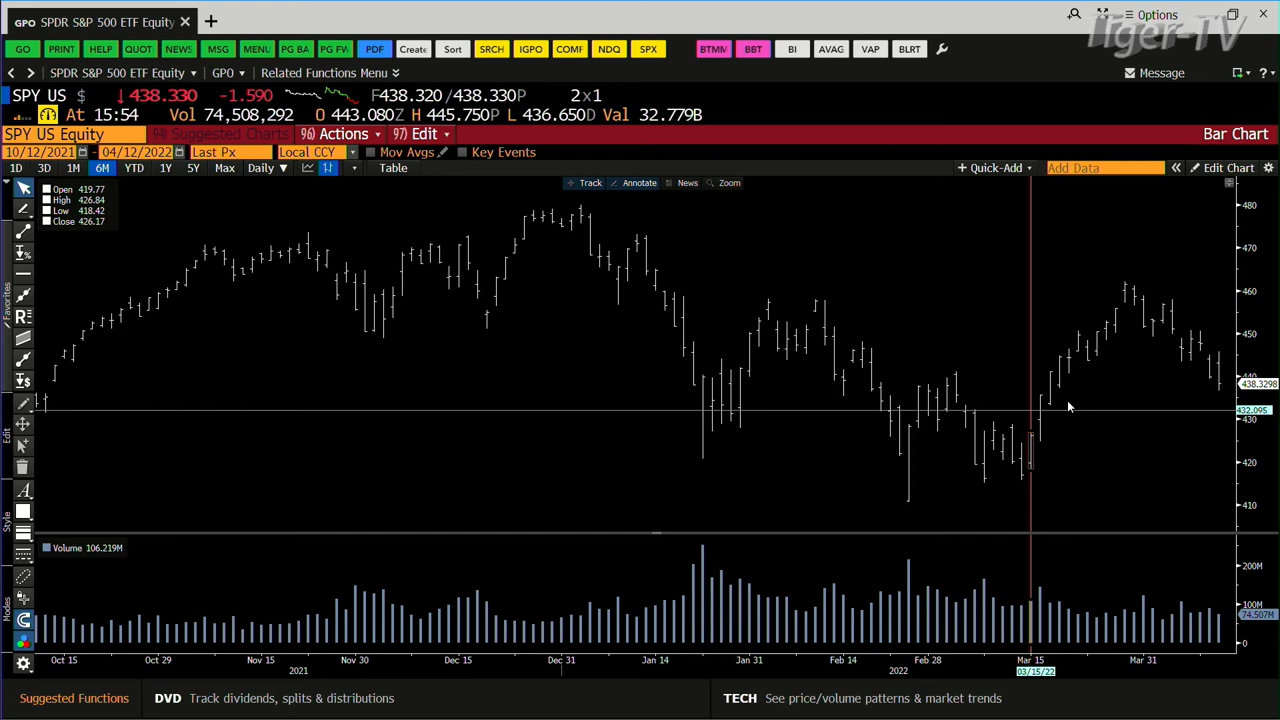 GPO SPDR S&P 500 ETF Equity
Options
Tiger-TV
GO PRINT HELP QUOT NEWS MSG MENU PG BA PG FW PDF Create Sort SRCH IGPO COMF NDQ SPX BTMM BBT BI AVAG VAP BLRT
SPDR S&P 500 ETF Equity GPO Related Functions Menu Message ?
SPY US $ ↓438.330 -1.590 F438.320/438.330P 2x1
At 15:54 Vol 74,508,292 O 443.080Z H 445.750P L 436.650D Val 32.779B
SPY US Equity 94) Suggested Charts 96) Actions 97) Edit Bar Chart
10/12/2021 - 04/12/2022 Last Px Local CCY Mov Avgs Key Events
1D 3D 1M 6M YTD 1Y 5Y Max Daily ▼ Table + Quick-Add Add Data « Edit Chart
Track Annotate News Zoom
Open 419.77
High 426.84
Low 418.42
Close 426.17
480
470
460
450
440
438.3298
432.095
430
420
410
Favorites
Edit
Style
Modes
Volume 106.219M
200M
100M
74.507M
0
Oct 15 Oct 29 Nov 15 Nov 30 Dec 15 Dec 31 Jan 14 Jan 31 Feb 14 Feb 28 Mar 15 Mar 31
2021 2022 03/15/22
Suggested Functions DVD Track dividends, splits & distributions TECH See price/volume patterns & market trends